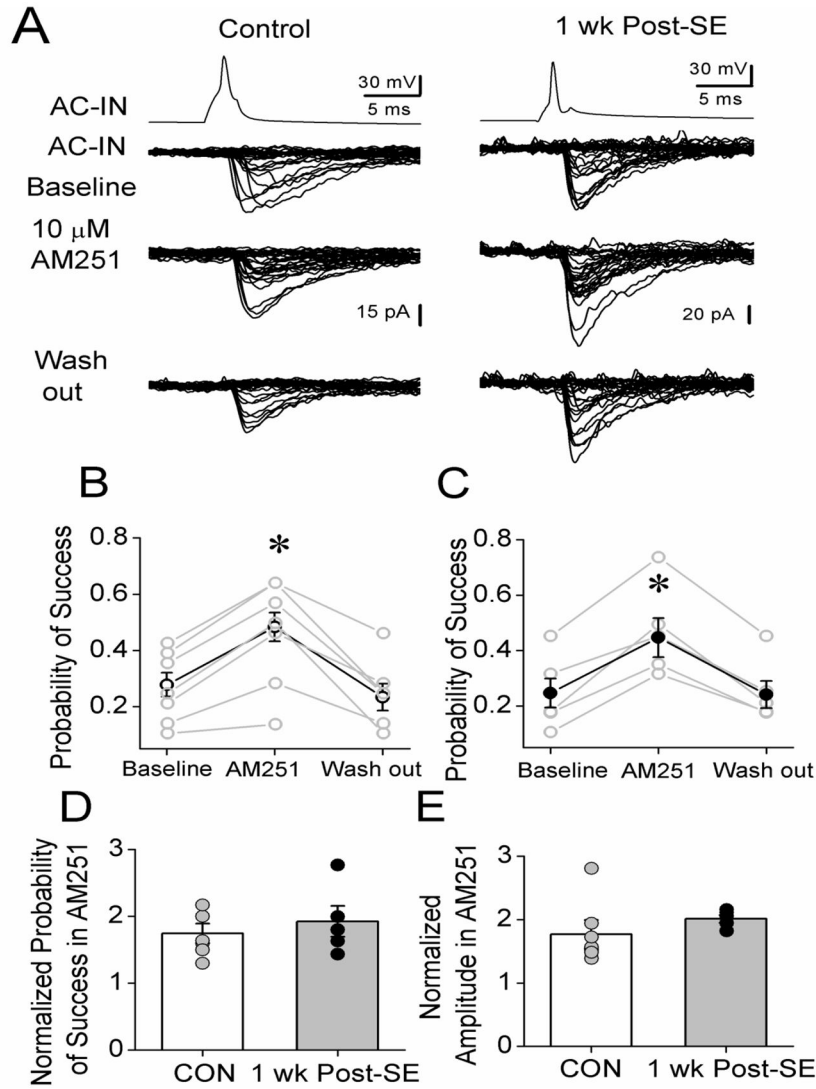 A
Control
1 wk Post-SE
30 mV
5 ms
30 mV
5 ms
AC-IN
AC-IN
Baseline
10 µM
AM251
15 pA
20 pA
Wash
out
B
Probability of Success
0.8
0.6
0.4
0.2
*
Baseline AM251 Wash out
C
Probability of Success
0.8
0.6
0.4
0.2
*
Baseline AM251 Wash out
D
Normalized Probability
of Success in AM251
3
2
1
0
CON 1 wk Post-SE
E
Normalized
Amplitude in AM251
3
2
1
0
CON 1 wk Post-SE